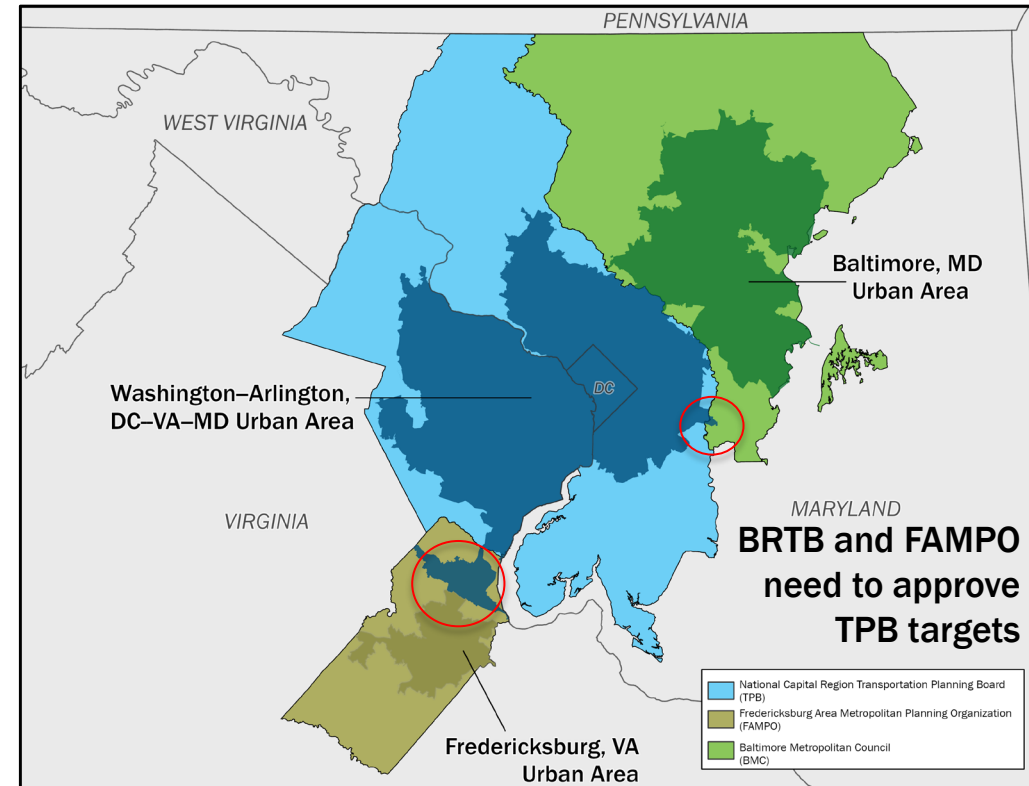 PENNSYLVANIA
WEST VIRGINIA
Baltimore, MD
Urban Area
Washington–Arlington,
DC–VA–MD Urban Area
DC
VIRGINIA
MARYLAND
BRTB and FAMPO
need to approve
TPB targets
National Capital Region Transportation Planning Board
(TPB)
Fredericksburg Area Metropolitan Planning Organization
(FAMPO)
Baltimore Metropolitan Council
(BMC)
Fredericksburg, VA
Urban Area